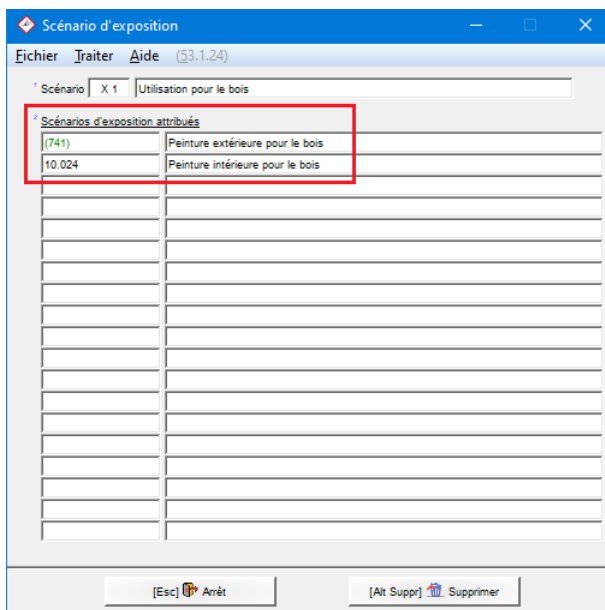 Scénario d'exposition
Fichier Traiter Aide (53.1.24)
1 Scénario X 1 Utilisation pour le bois
2 Scénarios d'exposition attribués
(741) Peinture extérieure pour le bois
10.024 Peinture intérieure pour le bois
[Esc] Arrêt [Alt Suppr] Supprimer